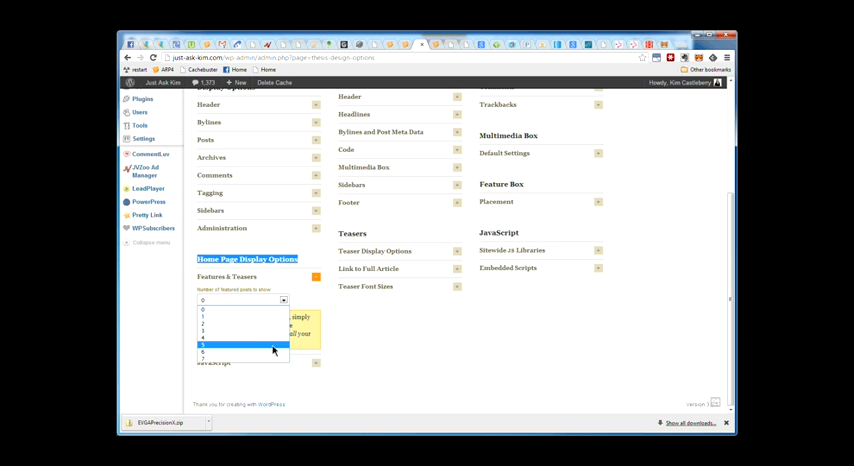 just-ask-kim.com/wp-admin/admin.php?page=thesis-design-options
restart
ARP4
Cachebuster
Home
Home
Other bookmarks
Just Ask Kim
1,373
+ New
Delete Cache
Howdy, Kim Castleberry
Plugins
Users
Tools
Settings
CommentLuv
JVZoo Ad
Manager
LeadPlayer
PowerPress
Pretty Link
WPSubscribers
Collapse menu
Header
Bylines
Posts
Archives
Comments
Tagging
Sidebars
Administration
Home Page Display Options
Features & Teasers
Number of featured posts to show
0
0
1
2
3
4
5
6
7
, simply
all your
JavaScript
Header
Headlines
Bylines and Post Meta Data
Code
Multimedia Box
Sidebars
Footer
Teasers
Teaser Display Options
Link to Full Article
Teaser Font Sizes
Trackbacks
Multimedia Box
Default Settings
Feature Box
Placement
JavaScript
Sitewide JS Libraries
Embedded Scripts
Thank you for creating with WordPress
EVGAPrecisionX.zip
Show all downloads...